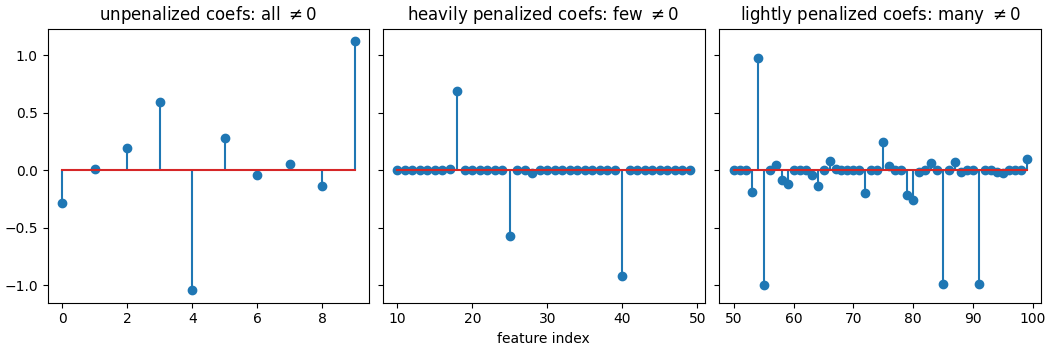 unpenalized coefs: all ≠0
heavily penalized coefs: few ≠0
lightly penalized coefs: many ≠0
1.0
0.5
0.0
−0.5
−1.0
0 2 4 6 8
10 20 30 40 50
50 60 70 80 90 100
feature index